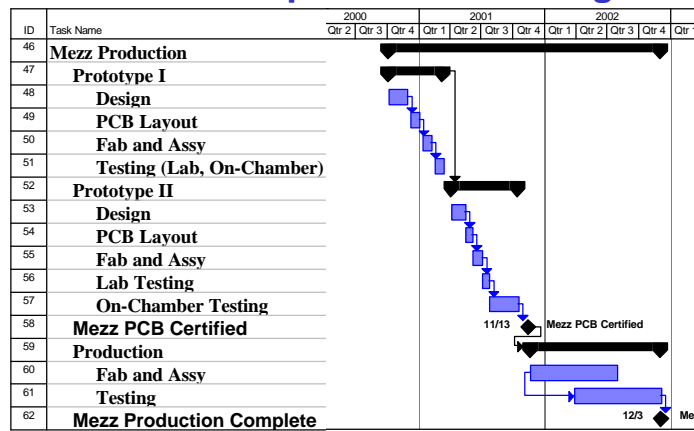 2000 2001 2002
ID Task Name Qtr 2 Qtr 3 Qtr 4 Qtr 1 Qtr 2 Qtr 3 Qtr 4 Qtr 1 Qtr 2 Qtr 3 Qtr 4 Qtr
46 Mezz Production
47 Prototype I
48 Design
49 PCB Layout
50 Fab and Assy
51 Testing (Lab, On-Chamber)
52 Prototype II
53 Design
54 PCB Layout
55 Fab and Assy
56 Lab Testing
57 On-Chamber Testing
58 Mezz PCB Certified 11/13 Mezz PCB Certified
59 Production
60 Fab and Assy
61 Testing
62 Mezz Production Complete 12/3 Me